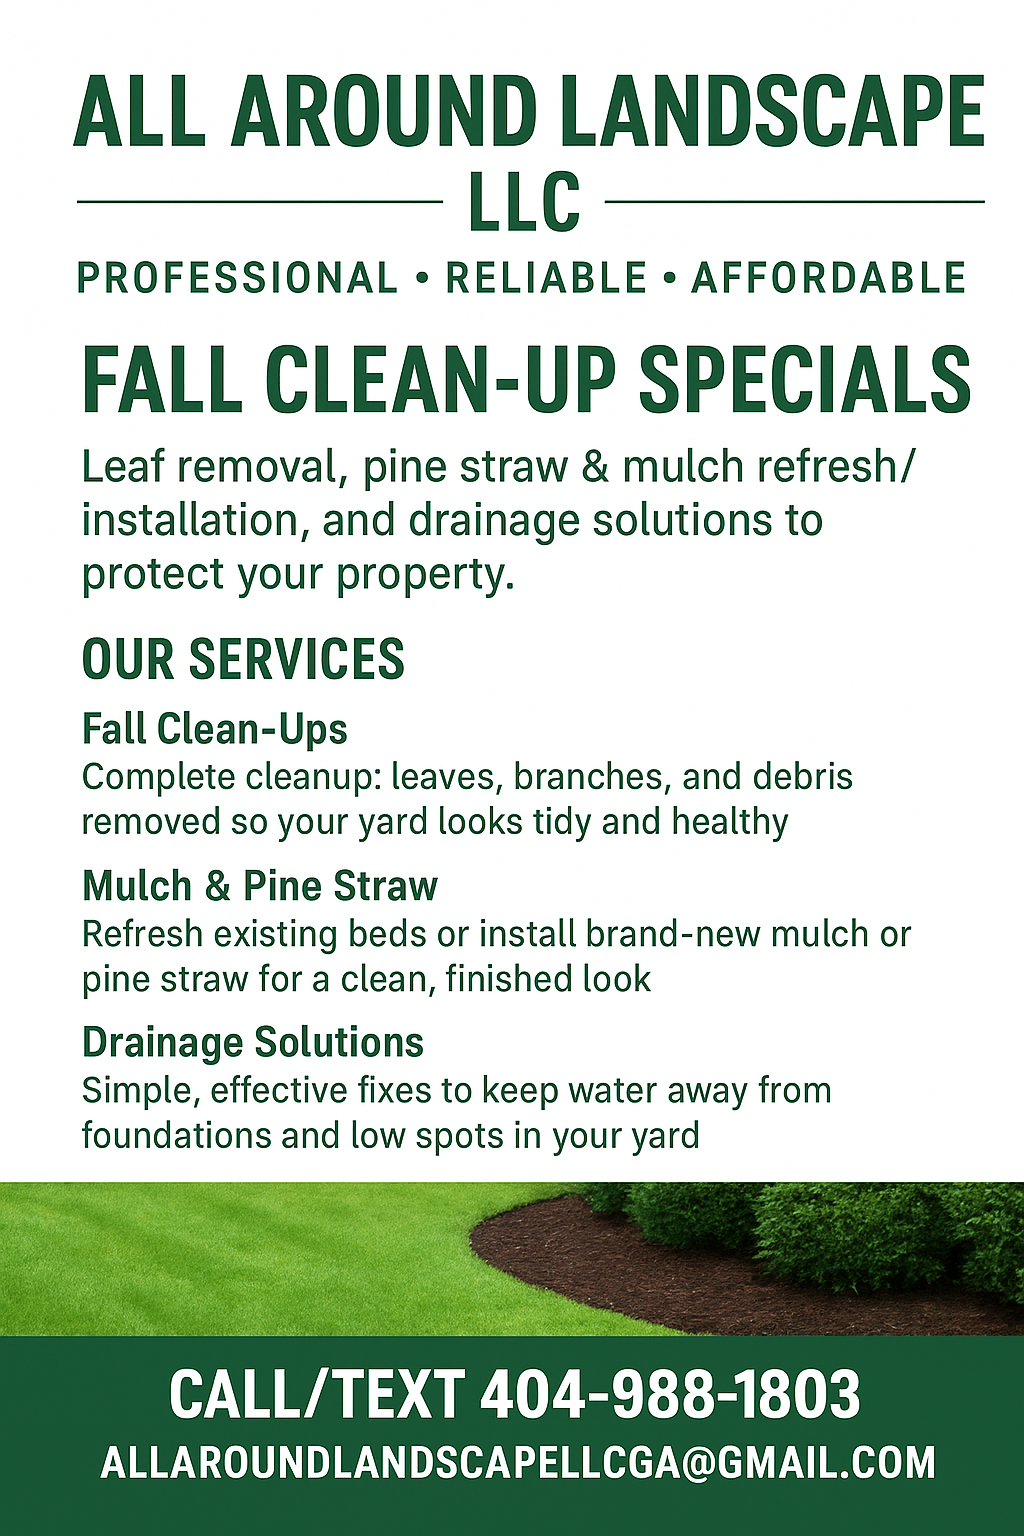 ALL AROUND LANDSCAPE
LLC
PROFESSIONAL • RELIABLE • AFFORDABLE
FALL CLEAN-UP SPECIALS
Leaf removal, pine straw & mulch refresh/
installation, and drainage solutions to
protect your property.
OUR SERVICES
Fall Clean-Ups
Complete cleanup: leaves, branches, and debris
removed so your yard looks tidy and healthy
Mulch & Pine Straw
Refresh existing beds or install brand-new mulch or
pine straw for a clean, finished look
Drainage Solutions
Simple, effective fixes to keep water away from
foundations and low spots in your yard
CALL/TEXT 404-988-1803
ALLAROUNDLANDSCAPELLCGA@GMAIL.COM